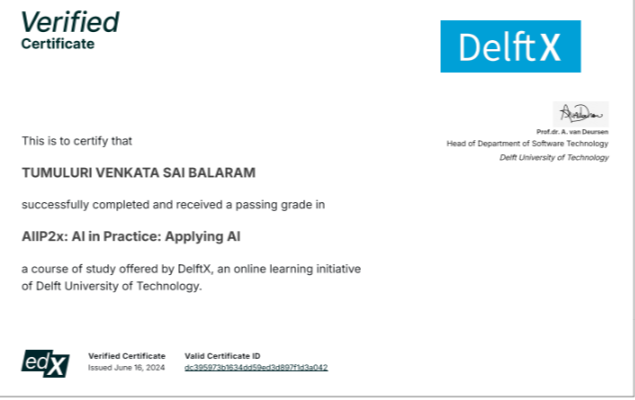 Verified
Certificate
DelftX
Prof.dr. A. van Deursen
Head of Department of Software Technology
Delft University of Technology
This is to certify that
TUMULURI VENKATA SAI BALARAM
successfully completed and received a passing grade in
AIIP2x: AI in Practice: Applying AI
a course of study offered by DelftX, an online learning initiative
of Delft University of Technology.
edX
Verified Certificate
Issued June 16, 2024
Valid Certificate ID
dc395973b1634dd59ed3d897f1d3a042